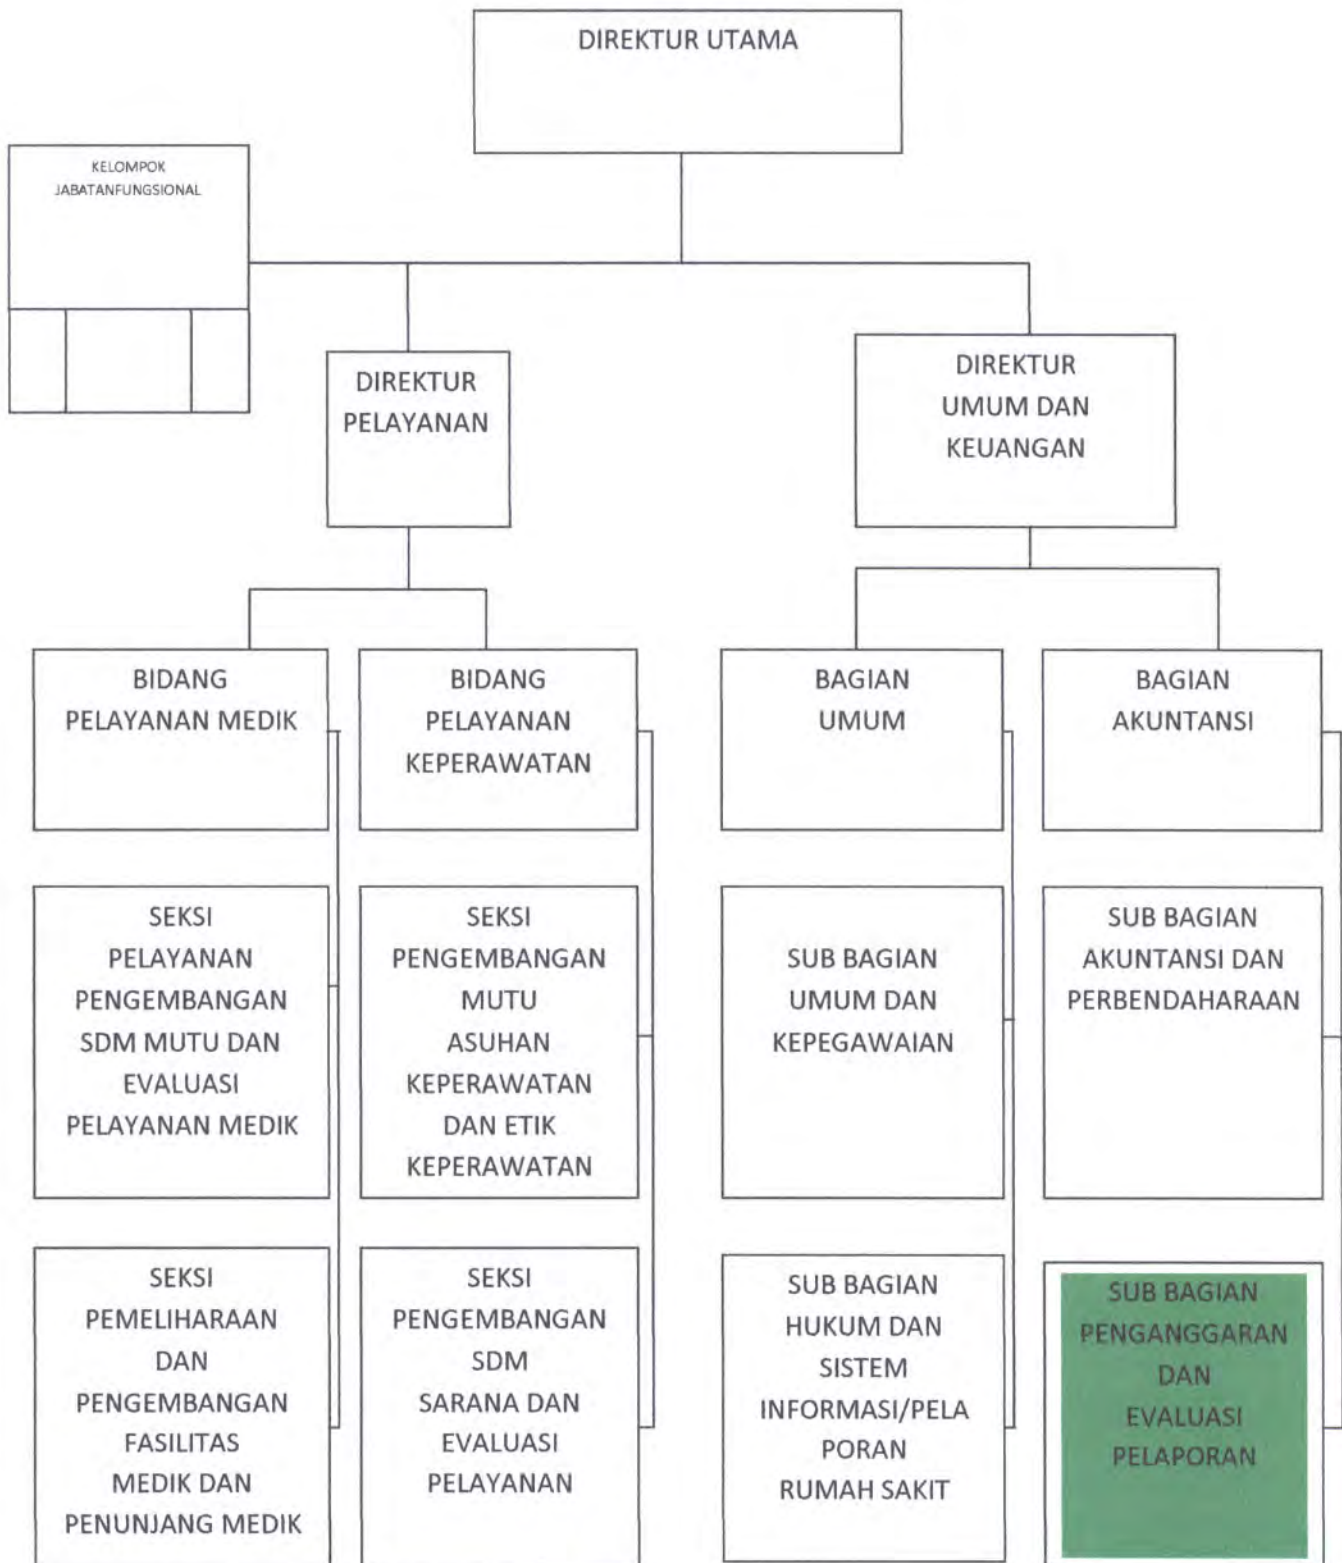 DIREKTUR UTAMA
KELOMPOK
JABATANFUNGSIONAL
DIREKTUR
PELAYANAN
DIREKTUR
UMUM DAN
KEUANGAN
BIDANG
PELAYANAN MEDIK
BIDANG
PELAYANAN
KEPERAWATAN
BAGIAN
UMUM
BAGIAN
AKUNTANSI
SEKSI
PELAYANAN
PENGEMBANGAN
SDM MUTU DAN
EVALUASI
PELAYANAN MEDIK
SEKSI
PENGEMBANGAN
MUTU
ASUHAN
KEPERAWATAN
DAN ETIK
KEPERAWATAN
SUB BAGIAN
UMUM DAN
KEPEGAWAIAN
SUB BAGIAN
AKUNTANSI DAN
PERBENDAHARAAN
SEKSI
PEMELIHARAAN
DAN
PENGEMBANGAN
FASILITAS
MEDIK DAN
PENUNJANG MEDIK
SEKSI
PENGEMBANGAN
SDM
SARANA DAN
EVALUASI
PELAYANAN
SUB BAGIAN
HUKUM DAN
SISTEM
INFORMASI/PELA
PORAN
RUMAH SAKIT
SUB BAGIAN
PENGANGGARAN
DAN
EVALUASI
PELAPORAN